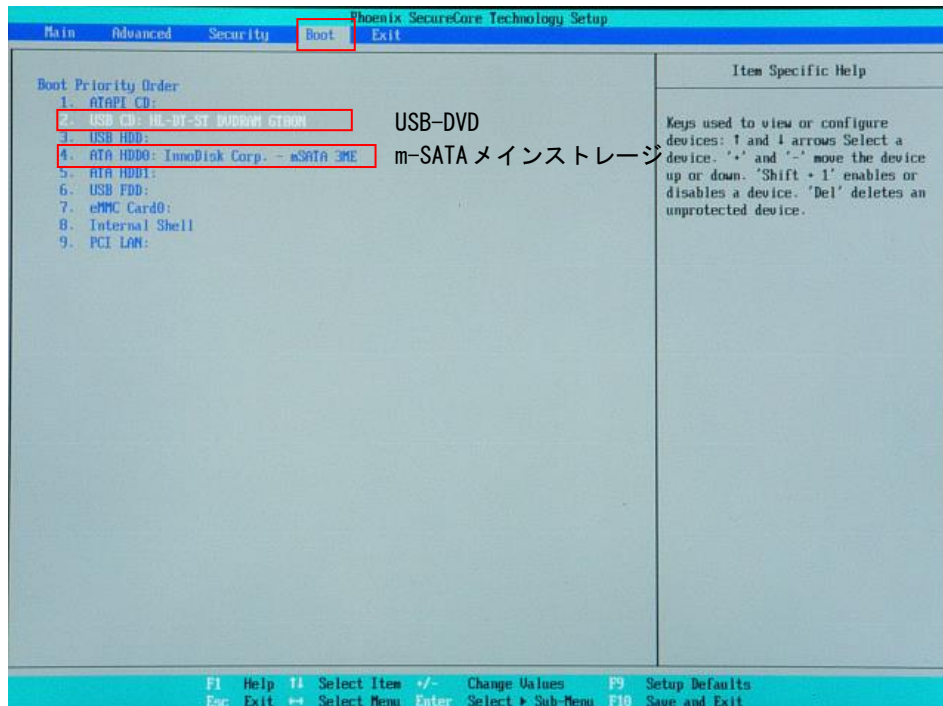 Phoenix SecureCore Technology Setup
Main Advanced Security Boot Exit
Boot Priority Order
1. ATAPI CD:
2. USB CD: HL-DT-ST DVDRAM GT80N
USB-DVD
3. USB HDD:
4. ATA HDD0: InnoDisk Corp. - mSATA 3ME
m-SATAメインストレージ
5. ATA HDD1:
6. USB FDD:
7. eMMC Card0:
8. Internal Shell
9. PCI LAN:
Item Specific Help
Keys used to view or configure
devices: ↑ and ↓ arrows Select a
device. '+' and '-' move the device
up or down. 'Shift + 1' enables or
disables a device. 'Del' deletes an
unprotected device.
F1 Help ↑↓ Select Item +/- Change Values F9 Setup Defaults
Esc Exit ↔ Select Menu Enter Select ▶ Sub-Menu F10 Save and Exit